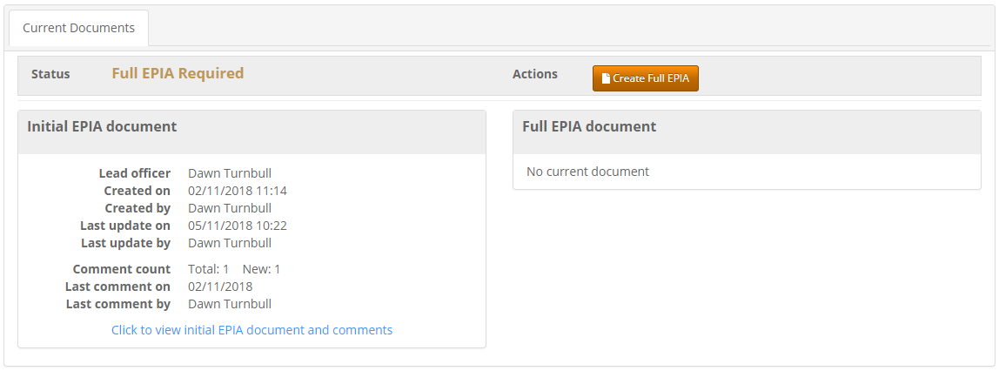 Current Documents
Status Full EPIA Required Actions Create Full EPIA
Initial EPIA document
Lead officer Dawn Turnbull
Created on 02/11/2018 11:14
Created by Dawn Turnbull
Last update on 05/11/2018 10:22
Last update by Dawn Turnbull
Comment count Total: 1 New: 1
Last comment on 02/11/2018
Last comment by Dawn Turnbull
Click to view initial EPIA document and comments
Full EPIA document
No current document